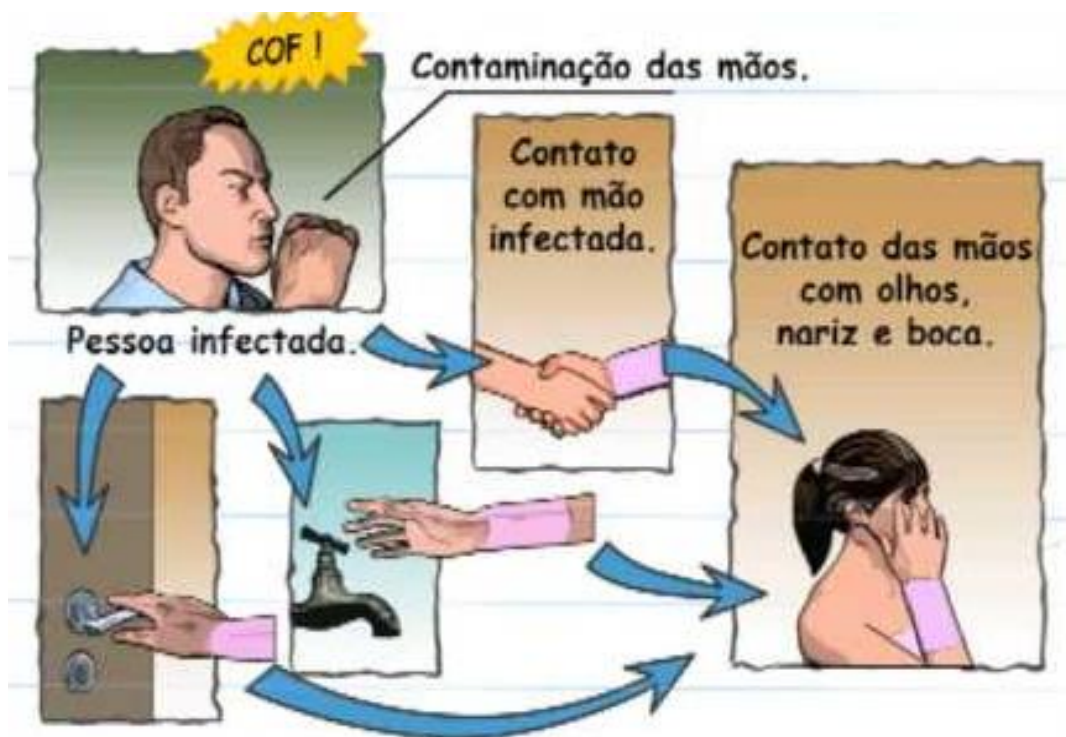 COF !
Contaminação das mãos.
Contato
com mão
infectada.
Contato das mãos
com olhos,
nariz e boca.
Pessoa infectada.